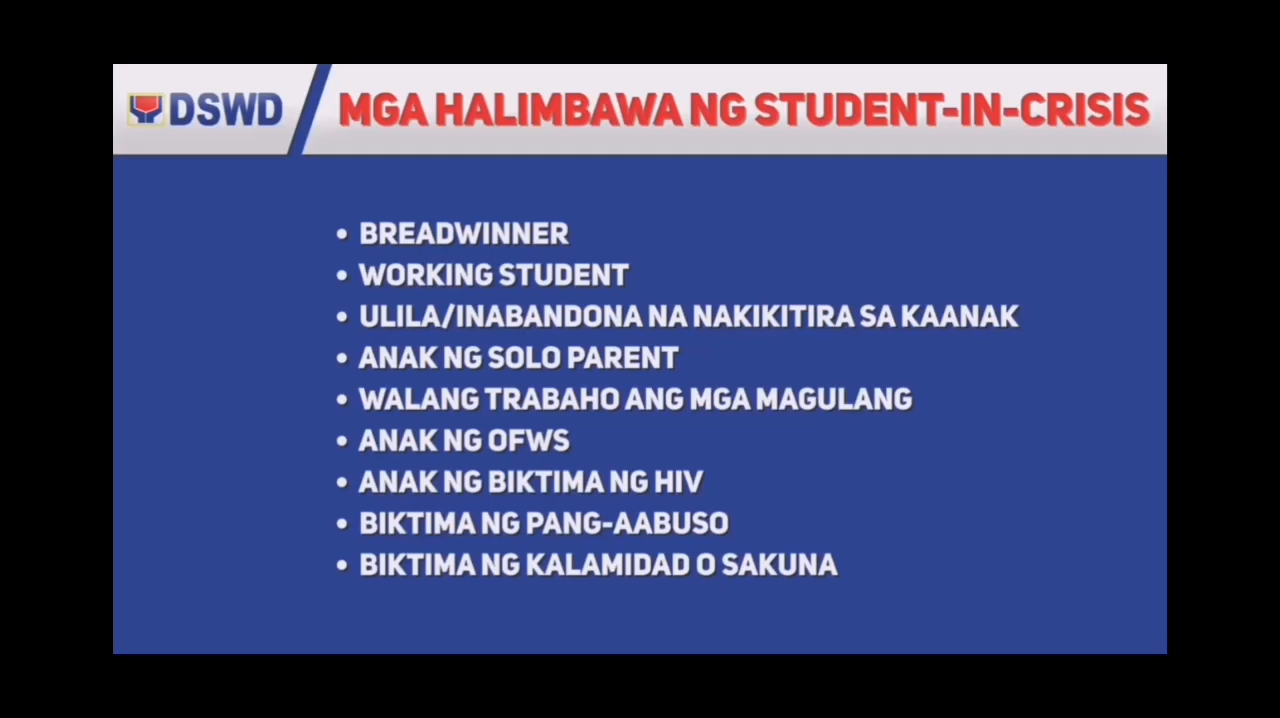 DSWD
MGA HALIMBAWA NG STUDENT-IN-CRISIS
• BREADWINNER
• WORKING STUDENT
• ULILA/INABANDONA NA NAKIKITIRA SA KAANAK
• ANAK NG SOLO PARENT
• WALANG TRABAHO ANG MGA MAGULANG
• ANAK NG OFWS
• ANAK NG BIKTIMA NG HIV
• BIKTIMA NG PANG-AABUSO
• BIKTIMA NG KALAMIDAD O SAKUNA